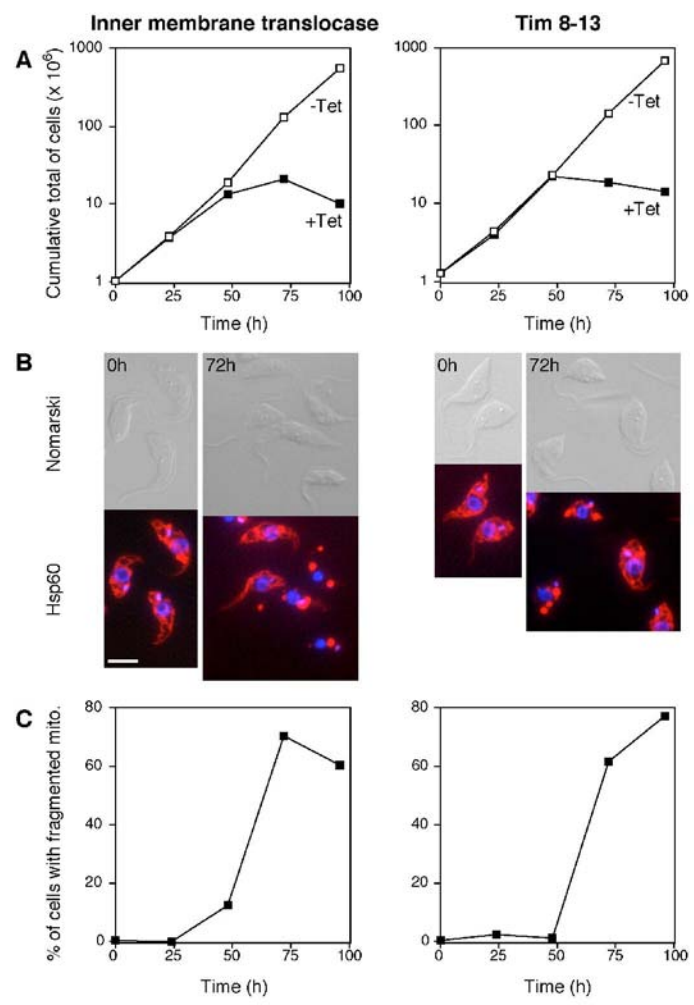 Inner membrane translocase
Tim 8-13
A
Cumulative total of cells (x 10⁶)
1000
100
10
1
-Tet
+Tet
0 25 50 75 100
Time (h)
1000
100
10
1
-Tet
+Tet
0 25 50 75 100
Time (h)
B
Nomarski
0h
72h
0h
72h
Hsp60
C
% of cells with fragmented mito.
80
60
40
20
0
0 25 50 75 100
Time (h)
80
60
40
20
0
0 25 50 75 100
Time (h)